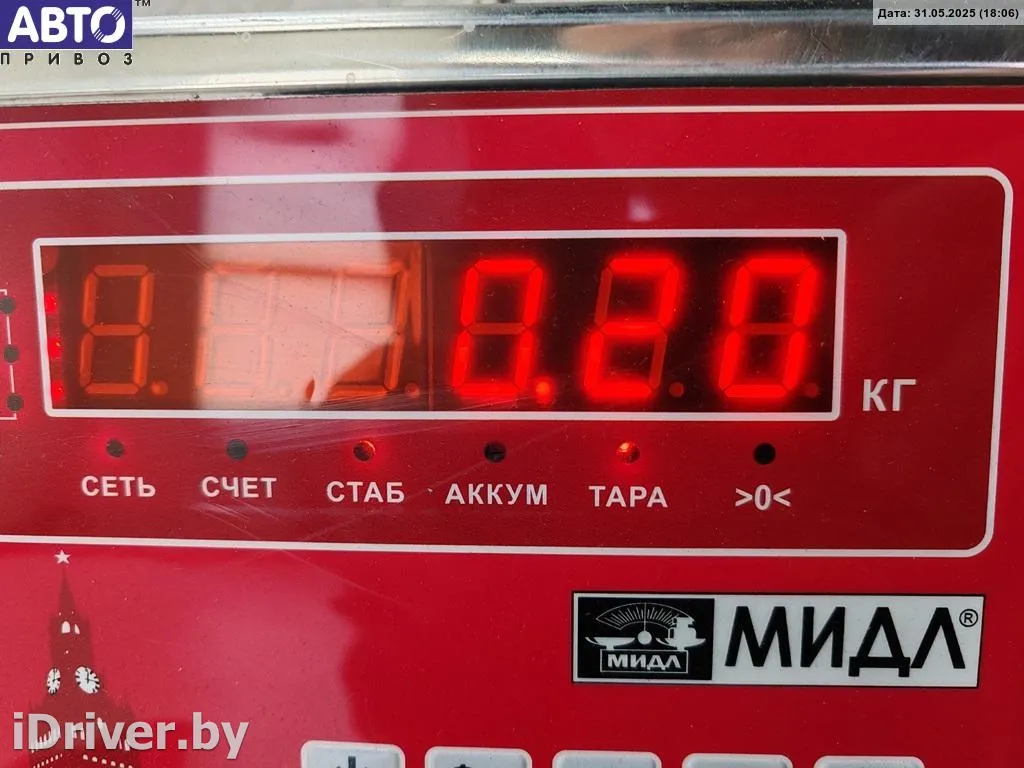 АВТО™
ПРИВОЗ
Дата: 31.05.2025 (18:06)
0.20
КГ
СЕТЬ СЧЕТ СТАБ АККУМ ТАРА >0<
МИДЛ МИДЛ®
iDriver.by